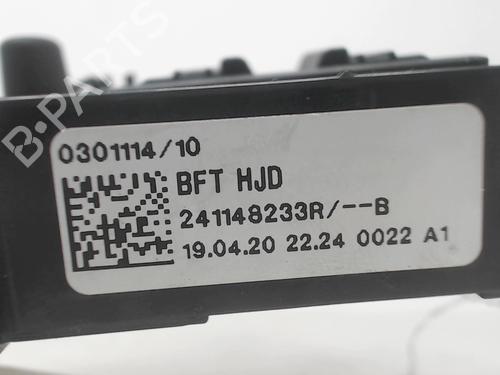 B-PARTS
0301114/10
BFT HJD
241148233R/--B
19.04.20 22.24 0022 A1